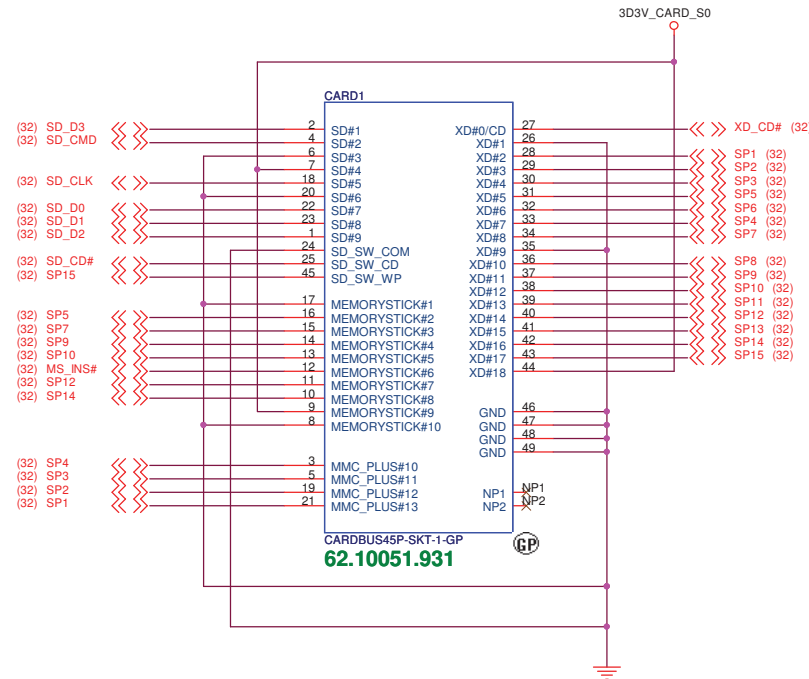 3D3V_CARD_S0
CARD1
(32) SD_D3 2 SD#1 XD#0/CD 27 XD_CD# (32)
(32) SD_CMD 4 SD#2 XD#1 26
6 SD#3 XD#2 28 SP1 (32)
7 SD#4 XD#3 29 SP2 (32)
(32) SD_CLK 18 SD#5 XD#4 30 SP3 (32)
20 SD#6 XD#5 31 SP5 (32)
(32) SD_D0 22 SD#7 XD#6 32 SP6 (32)
(32) SD_D1 23 SD#8 XD#7 33 SP4 (32)
(32) SD_D2 1 SD#9 XD#8 34 SP7 (32)
24 SD_SW_COM XD#9 35
(32) SD_CD# 25 SD_SW_CD XD#10 36 SP8 (32)
(32) SP15 45 SD_SW_WP XD#11 37 SP9 (32)
XD#12 38 SP10 (32)
17 MEMORYSTICK#1 XD#13 39 SP11 (32)
(32) SP5 16 MEMORYSTICK#2 XD#14 40 SP12 (32)
(32) SP7 15 MEMORYSTICK#3 XD#15 41 SP13 (32)
(32) SP9 14 MEMORYSTICK#4 XD#16 42 SP14 (32)
(32) SP10 13 MEMORYSTICK#5 XD#17 43 SP15 (32)
(32) MS_INS# 12 MEMORYSTICK#6 XD#18 44
(32) SP12 11 MEMORYSTICK#7
(32) SP14 10 MEMORYSTICK#8
9 MEMORYSTICK#9 GND 46
8 MEMORYSTICK#10 GND 47
GND 48
GND 49
(32) SP4 3 MMC_PLUS#10
(32) SP3 5 MMC_PLUS#11
(32) SP2 19 MMC_PLUS#12 NP1 NP1
(32) SP1 21 MMC_PLUS#13 NP2 NP2
CARDBUS45P-SKT-1-GP GP
62.10051.931